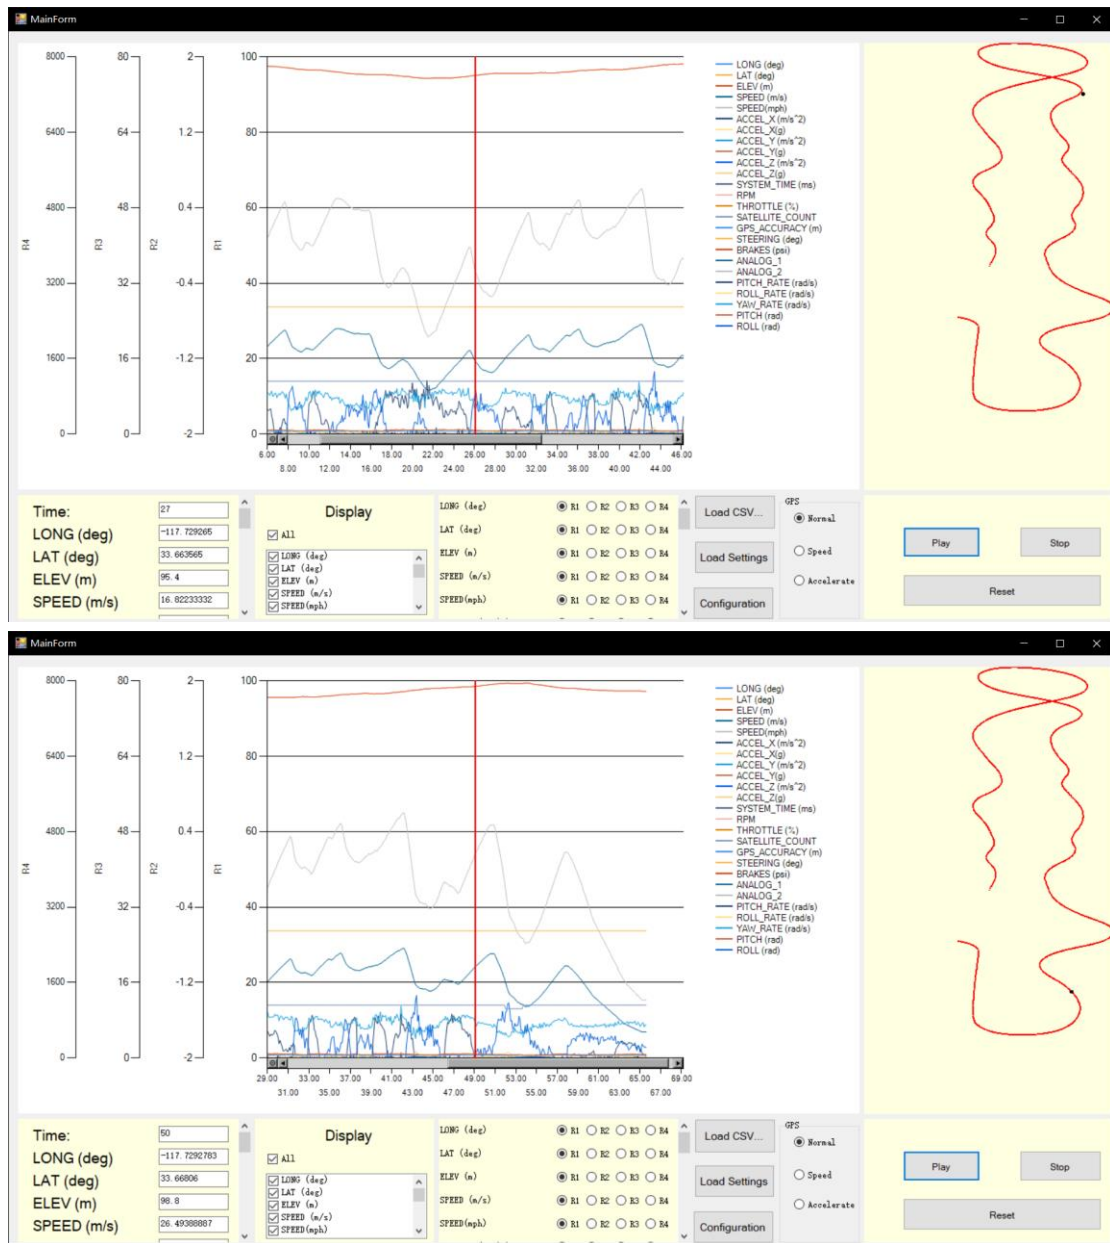 MainForm
8000 80 2 100
6400 64 1.2 80
4800 48 0.4 60
R4 R3 R2 R1
3200 32 -0.4 40
1600 16 -1.2 20
0 0 -2 0
6.00 10.00 14.00 18.00 22.00 26.00 30.00 34.00 38.00 42.00 46.00
8.00 12.00 16.00 20.00 24.00 28.00 32.00 36.00 40.00 44.00
LONG (deg)
LAT (deg)
ELEV (m)
SPEED (m/s)
SPEED(mph)
ACCEL_X (m/s^2)
ACCEL_X(g)
ACCEL_Y (m/s^2)
ACCEL_Y(g)
ACCEL_Z (m/s^2)
ACCEL_Z(g)
SYSTEM_TIME (ms)
RPM
THROTTLE (%)
SATELLITE_COUNT
GPS_ACCURACY (m)
STEERING (deg)
BRAKES (psi)
ANALOG_1
ANALOG_2
PITCH_RATE (rad/s)
ROLL_RATE (rad/s)
YAW_RATE (rad/s)
PITCH (rad)
ROLL (rad)
Time: 27
LONG (deg) -117.729265
LAT (deg) 33.663565
ELEV (m) 95.4
SPEED (m/s) 16.82233332
Display
All
LONG (deg)
LAT (deg)
ELEV (m)
SPEED (m/s)
SPEED(mph)
LONG (deg) R1 R2 R3 R4
LAT (deg) R1 R2 R3 R4
ELEV (m) R1 R2 R3 R4
SPEED (m/s) R1 R2 R3 R4
SPEED(mph) R1 R2 R3 R4
Load CSV...
Load Settings
Configuration
GPS
Normal
Speed
Accelerate
Play Stop
Reset
MainForm
8000 80 2 100
6400 64 1.2 80
4800 48 0.4 60
R4 R3 R2 R1
3200 32 -0.4 40
1600 16 -1.2 20
0 0 -2 0
29.00 33.00 37.00 41.00 45.00 49.00 53.00 57.00 61.00 65.00 69.00
31.00 35.00 39.00 43.00 47.00 51.00 55.00 59.00 63.00 67.00
LONG (deg)
LAT (deg)
ELEV (m)
SPEED (m/s)
SPEED(mph)
ACCEL_X (m/s^2)
ACCEL_X(g)
ACCEL_Y (m/s^2)
ACCEL_Y(g)
ACCEL_Z (m/s^2)
ACCEL_Z(g)
SYSTEM_TIME (ms)
RPM
THROTTLE (%)
SATELLITE_COUNT
GPS_ACCURACY (m)
STEERING (deg)
BRAKES (psi)
ANALOG_1
ANALOG_2
PITCH_RATE (rad/s)
ROLL_RATE (rad/s)
YAW_RATE (rad/s)
PITCH (rad)
ROLL (rad)
Time: 50
LONG (deg) -117.7292783
LAT (deg) 33.66806
ELEV (m) 98.8
SPEED (m/s) 26.49388887
Display
All
LONG (deg)
LAT (deg)
ELEV (m)
SPEED (m/s)
SPEED(mph)
LONG (deg) R1 R2 R3 R4
LAT (deg) R1 R2 R3 R4
ELEV (m) R1 R2 R3 R4
SPEED (m/s) R1 R2 R3 R4
SPEED(mph) R1 R2 R3 R4
Load CSV...
Load Settings
Configuration
GPS
Normal
Speed
Accelerate
Play Stop
Reset